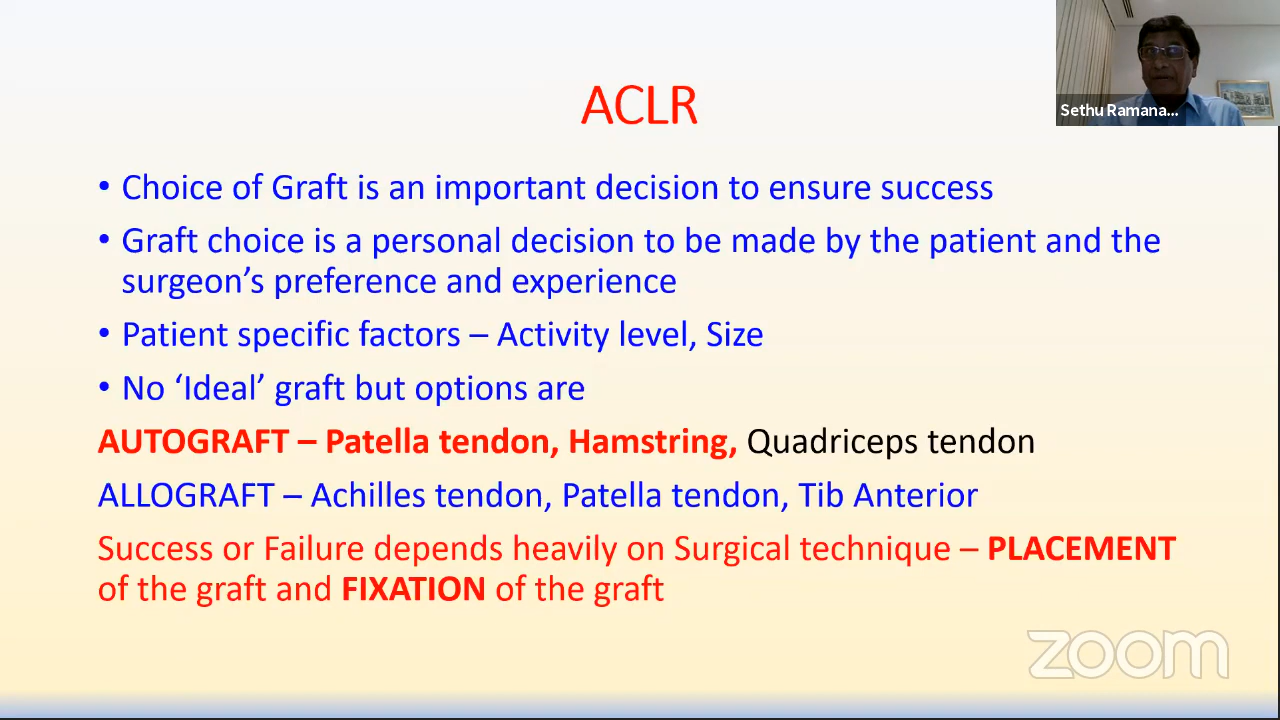 ACLR
Sethu Ramana...
• Choice of Graft is an important decision to ensure success
• Graft choice is a personal decision to be made by the patient and the
surgeon’s preference and experience
• Patient specific factors – Activity level, Size
• No ‘Ideal’ graft but options are
AUTOGRAFT – Patella tendon, Hamstring, Quadriceps tendon
ALLOGRAFT – Achilles tendon, Patella tendon, Tib Anterior
Success or Failure depends heavily on Surgical technique – PLACEMENT
of the graft and FIXATION of the graft
zoom